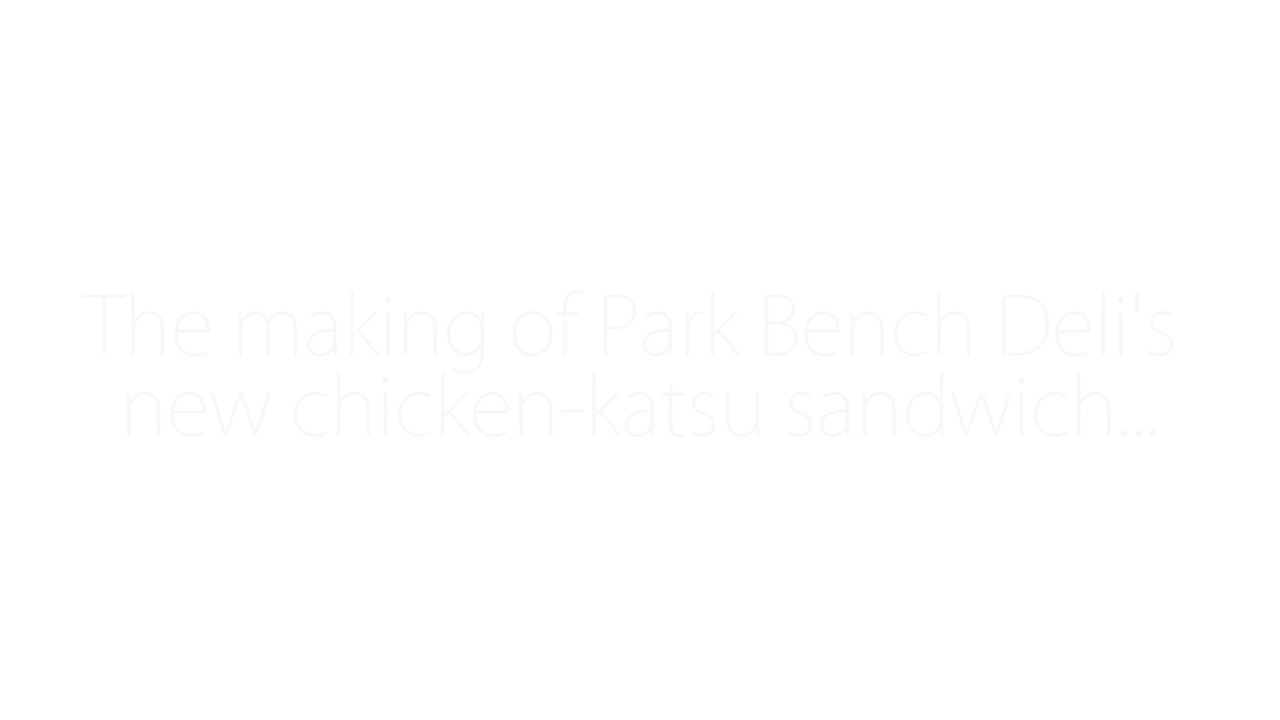 The making of Park Bench Deli's
new chicken-katsu sandwich...